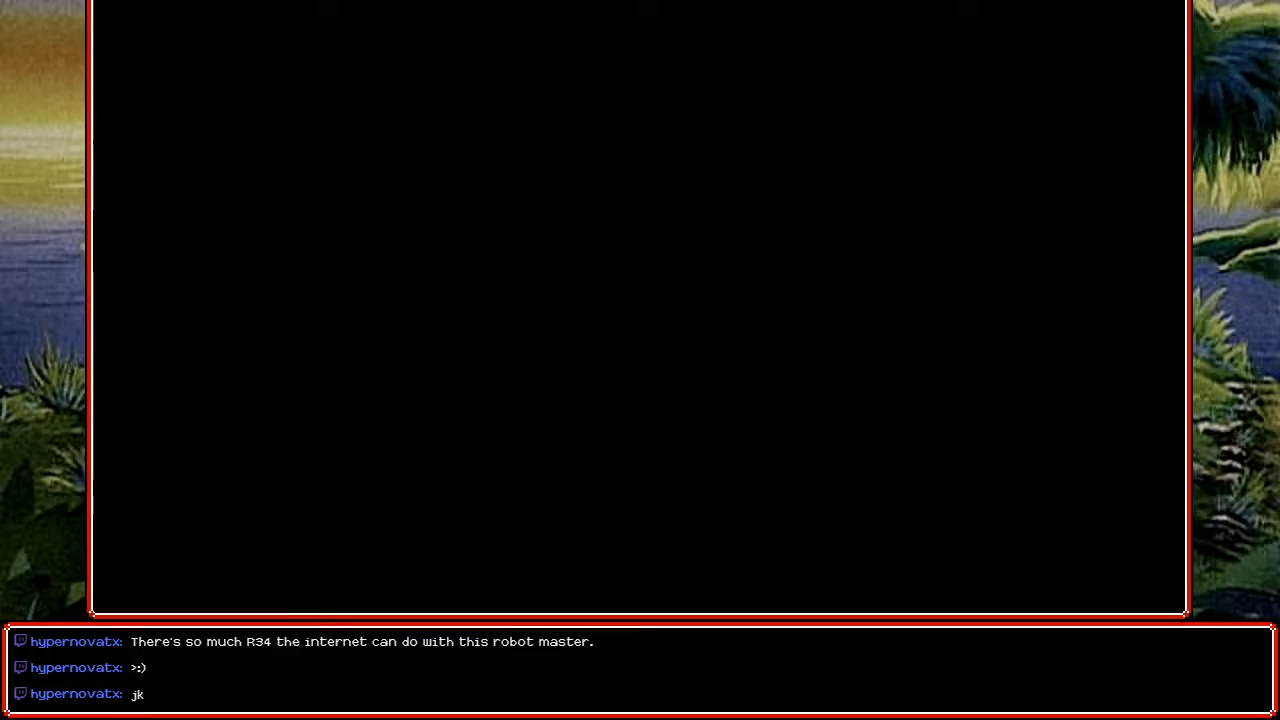 hypernovatx: There's so much R34 the internet can do with this robot master.
hypernovatx: >:)
hypernovatx: jk